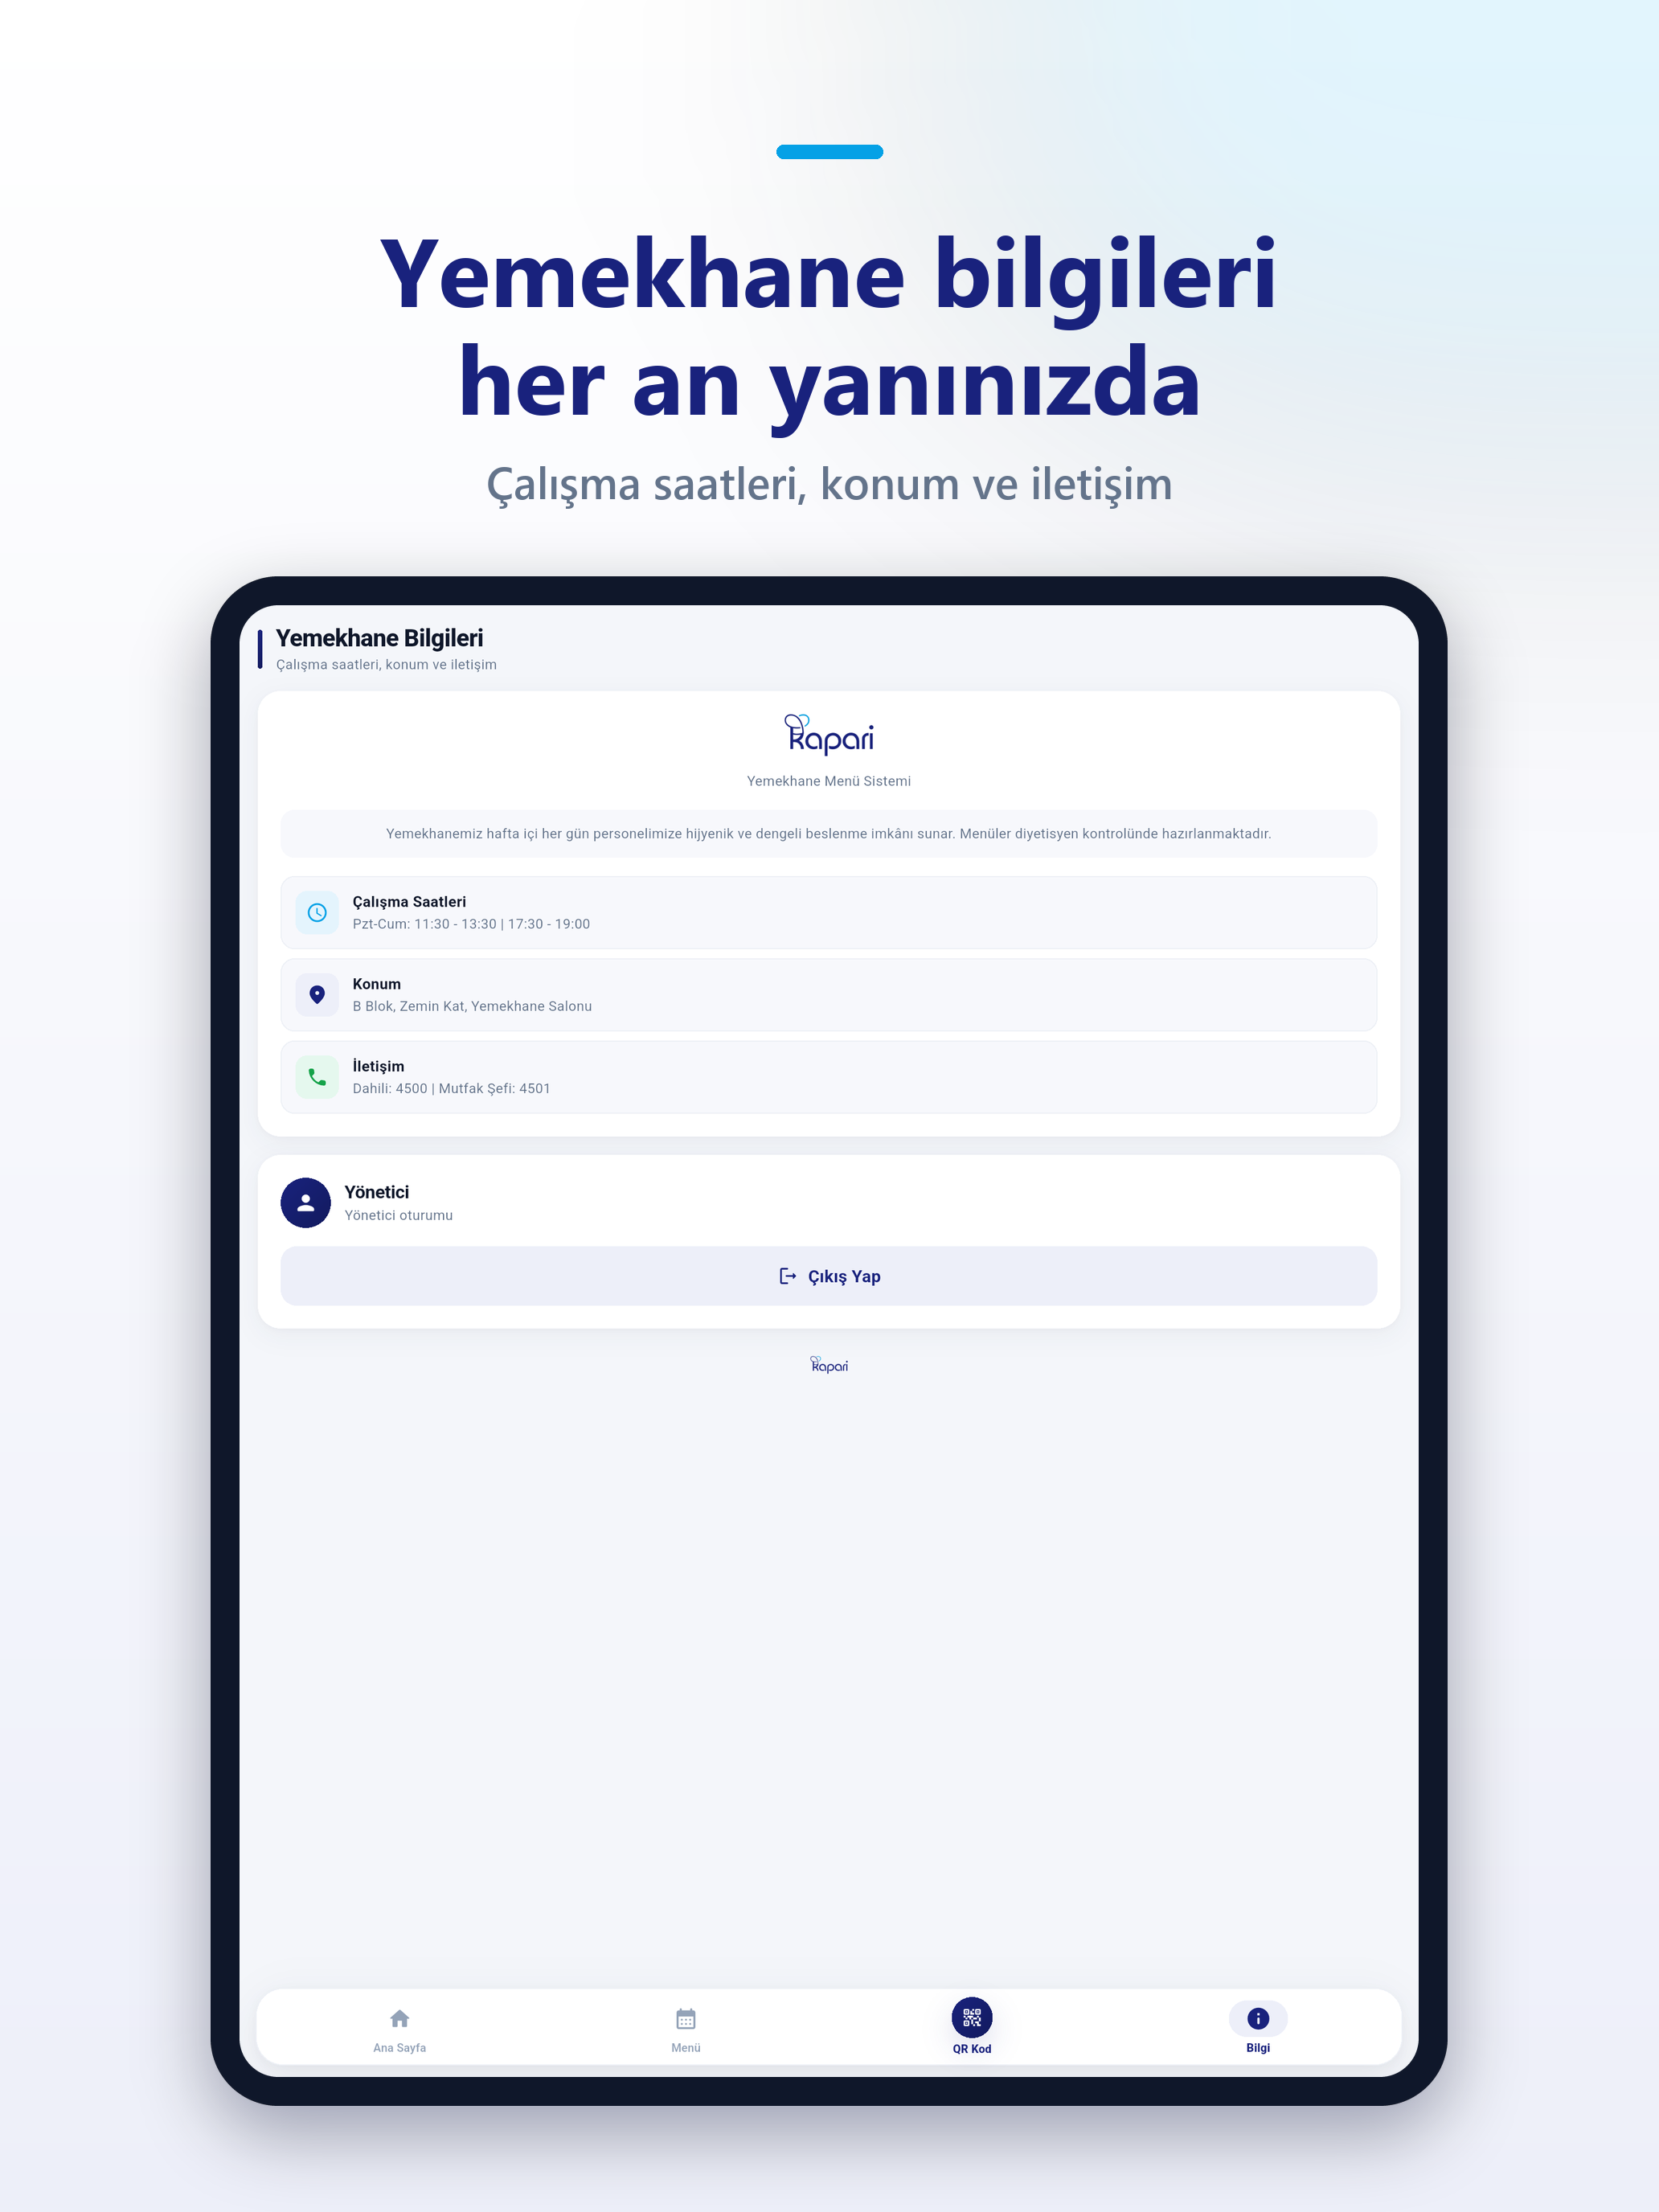 Yemekhane bilgileri
her an yanınızda
Çalışma saatleri, konum ve iletişim
Yemekhane Bilgileri
Çalışma saatleri, konum ve iletişim
kapari
Yemekhane Menü Sistemi
Yemekhanemiz hafta içi her gün personelimize hijyenik ve dengeli beslenme imkânı sunar. Menüler diyetisyen kontrolünde hazırlanmaktadır.
Çalışma Saatleri
Pzt-Cum: 11:30 - 13:30 | 17:30 - 19:00
Konum
B Blok, Zemin Kat, Yemekhane Salonu
İletişim
Dahili: 4500 | Mutfak Şefi: 4501
Yönetici
Yönetici oturumu
Çıkış Yap
kapari
Ana Sayfa
Menü
QR Kod
Bilgi